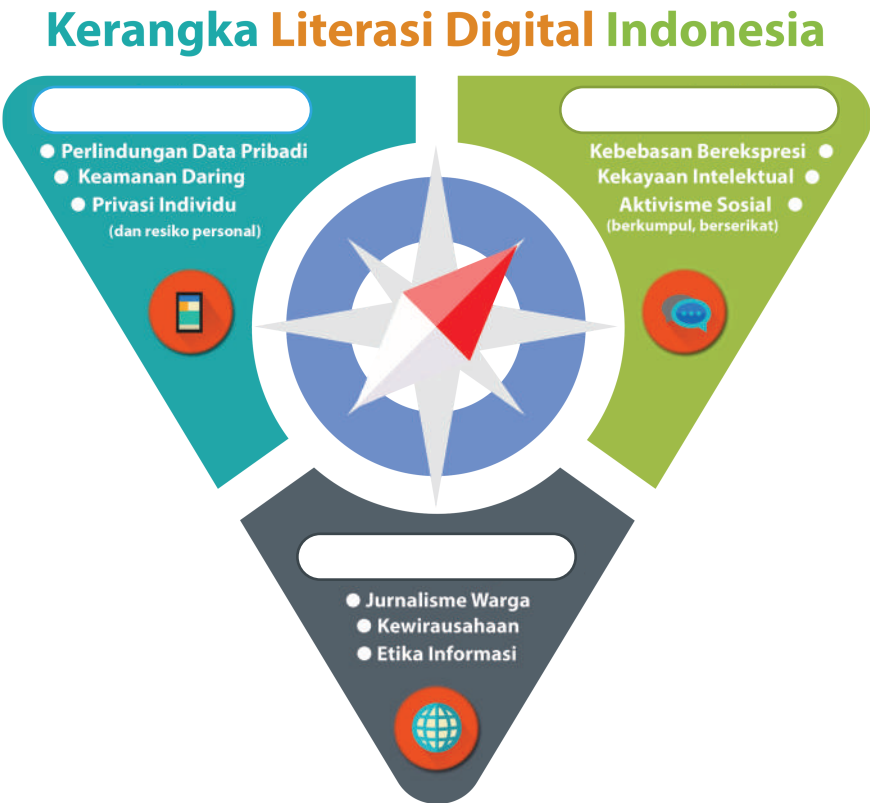 Kerangka Literasi Digital Indonesia
Perlindungan Data Pribadi
Keamanan Daring
Privasi Individu
(dan resiko personal)
Kebebasan Berekspresi
Kekayaan Intelektual
Aktivisme Sosial
(berkumpul, berserikat)
Jurnalisme Warga
Kewirausahaan
Etika Informasi